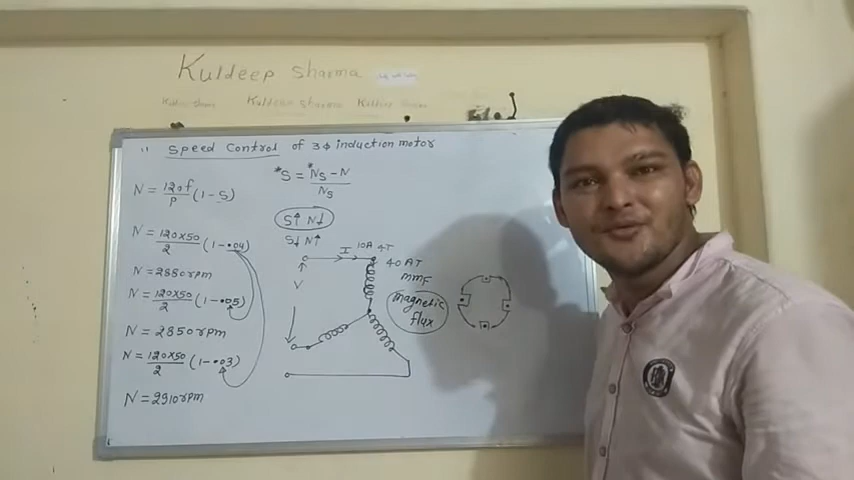 Kuldeep Sharma
Kuldeep Sharma
Speed Control of 3ϕ induction motor
N = 120f/P (1-S)
*S = *Ns - N / Ns
S↑ N↓
S↓ N↑
N = 120×50/2 (1-.04)
N = 2880 rpm
N = 120×50/2 (1-.05)
N = 2850 rpm
N = 120×50/2 (1-.03)
N = 2910 rpm
I 10A 4T
40 AT
mmF
magnetic
flux
V